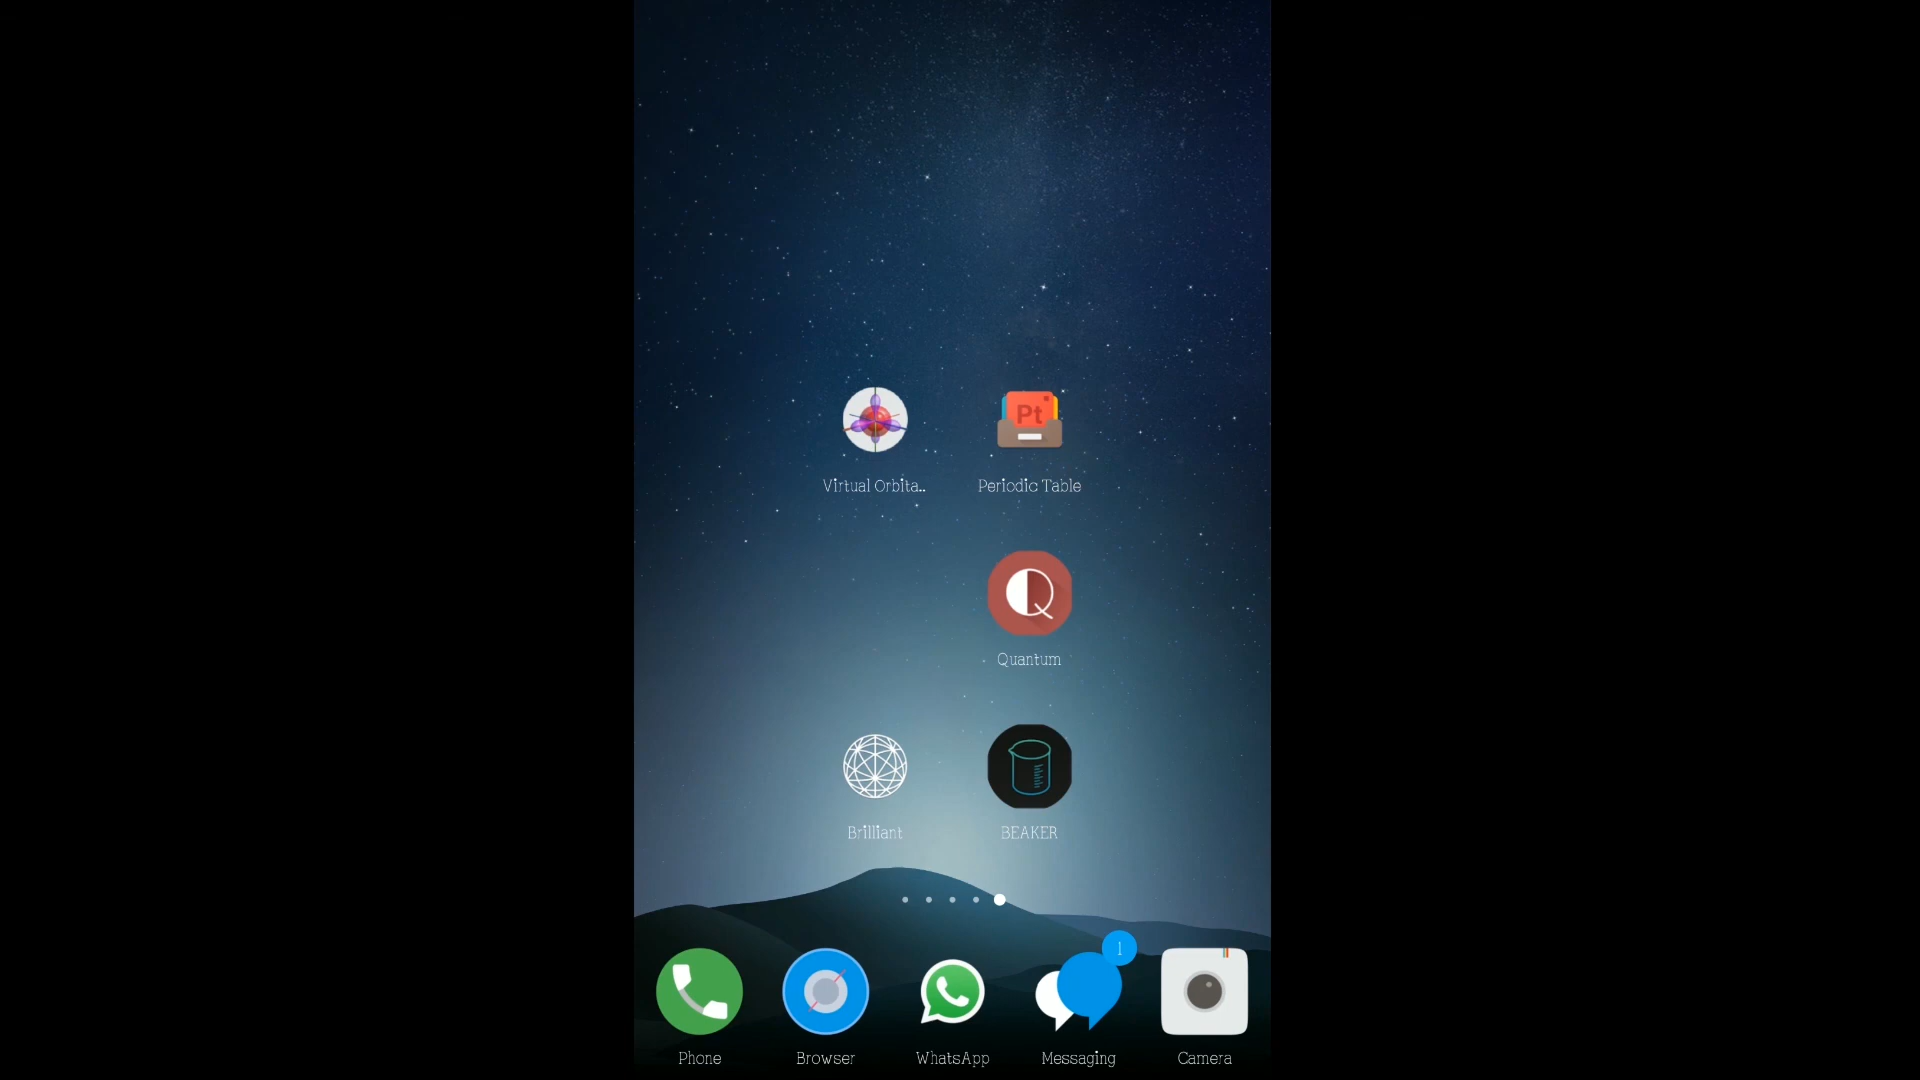 Pt
Virtual Orbita..
Periodic Table
Q
Quantum
Brilliant
BEAKER
1
Phone
Browser
WhatsApp
Messaging
Camera